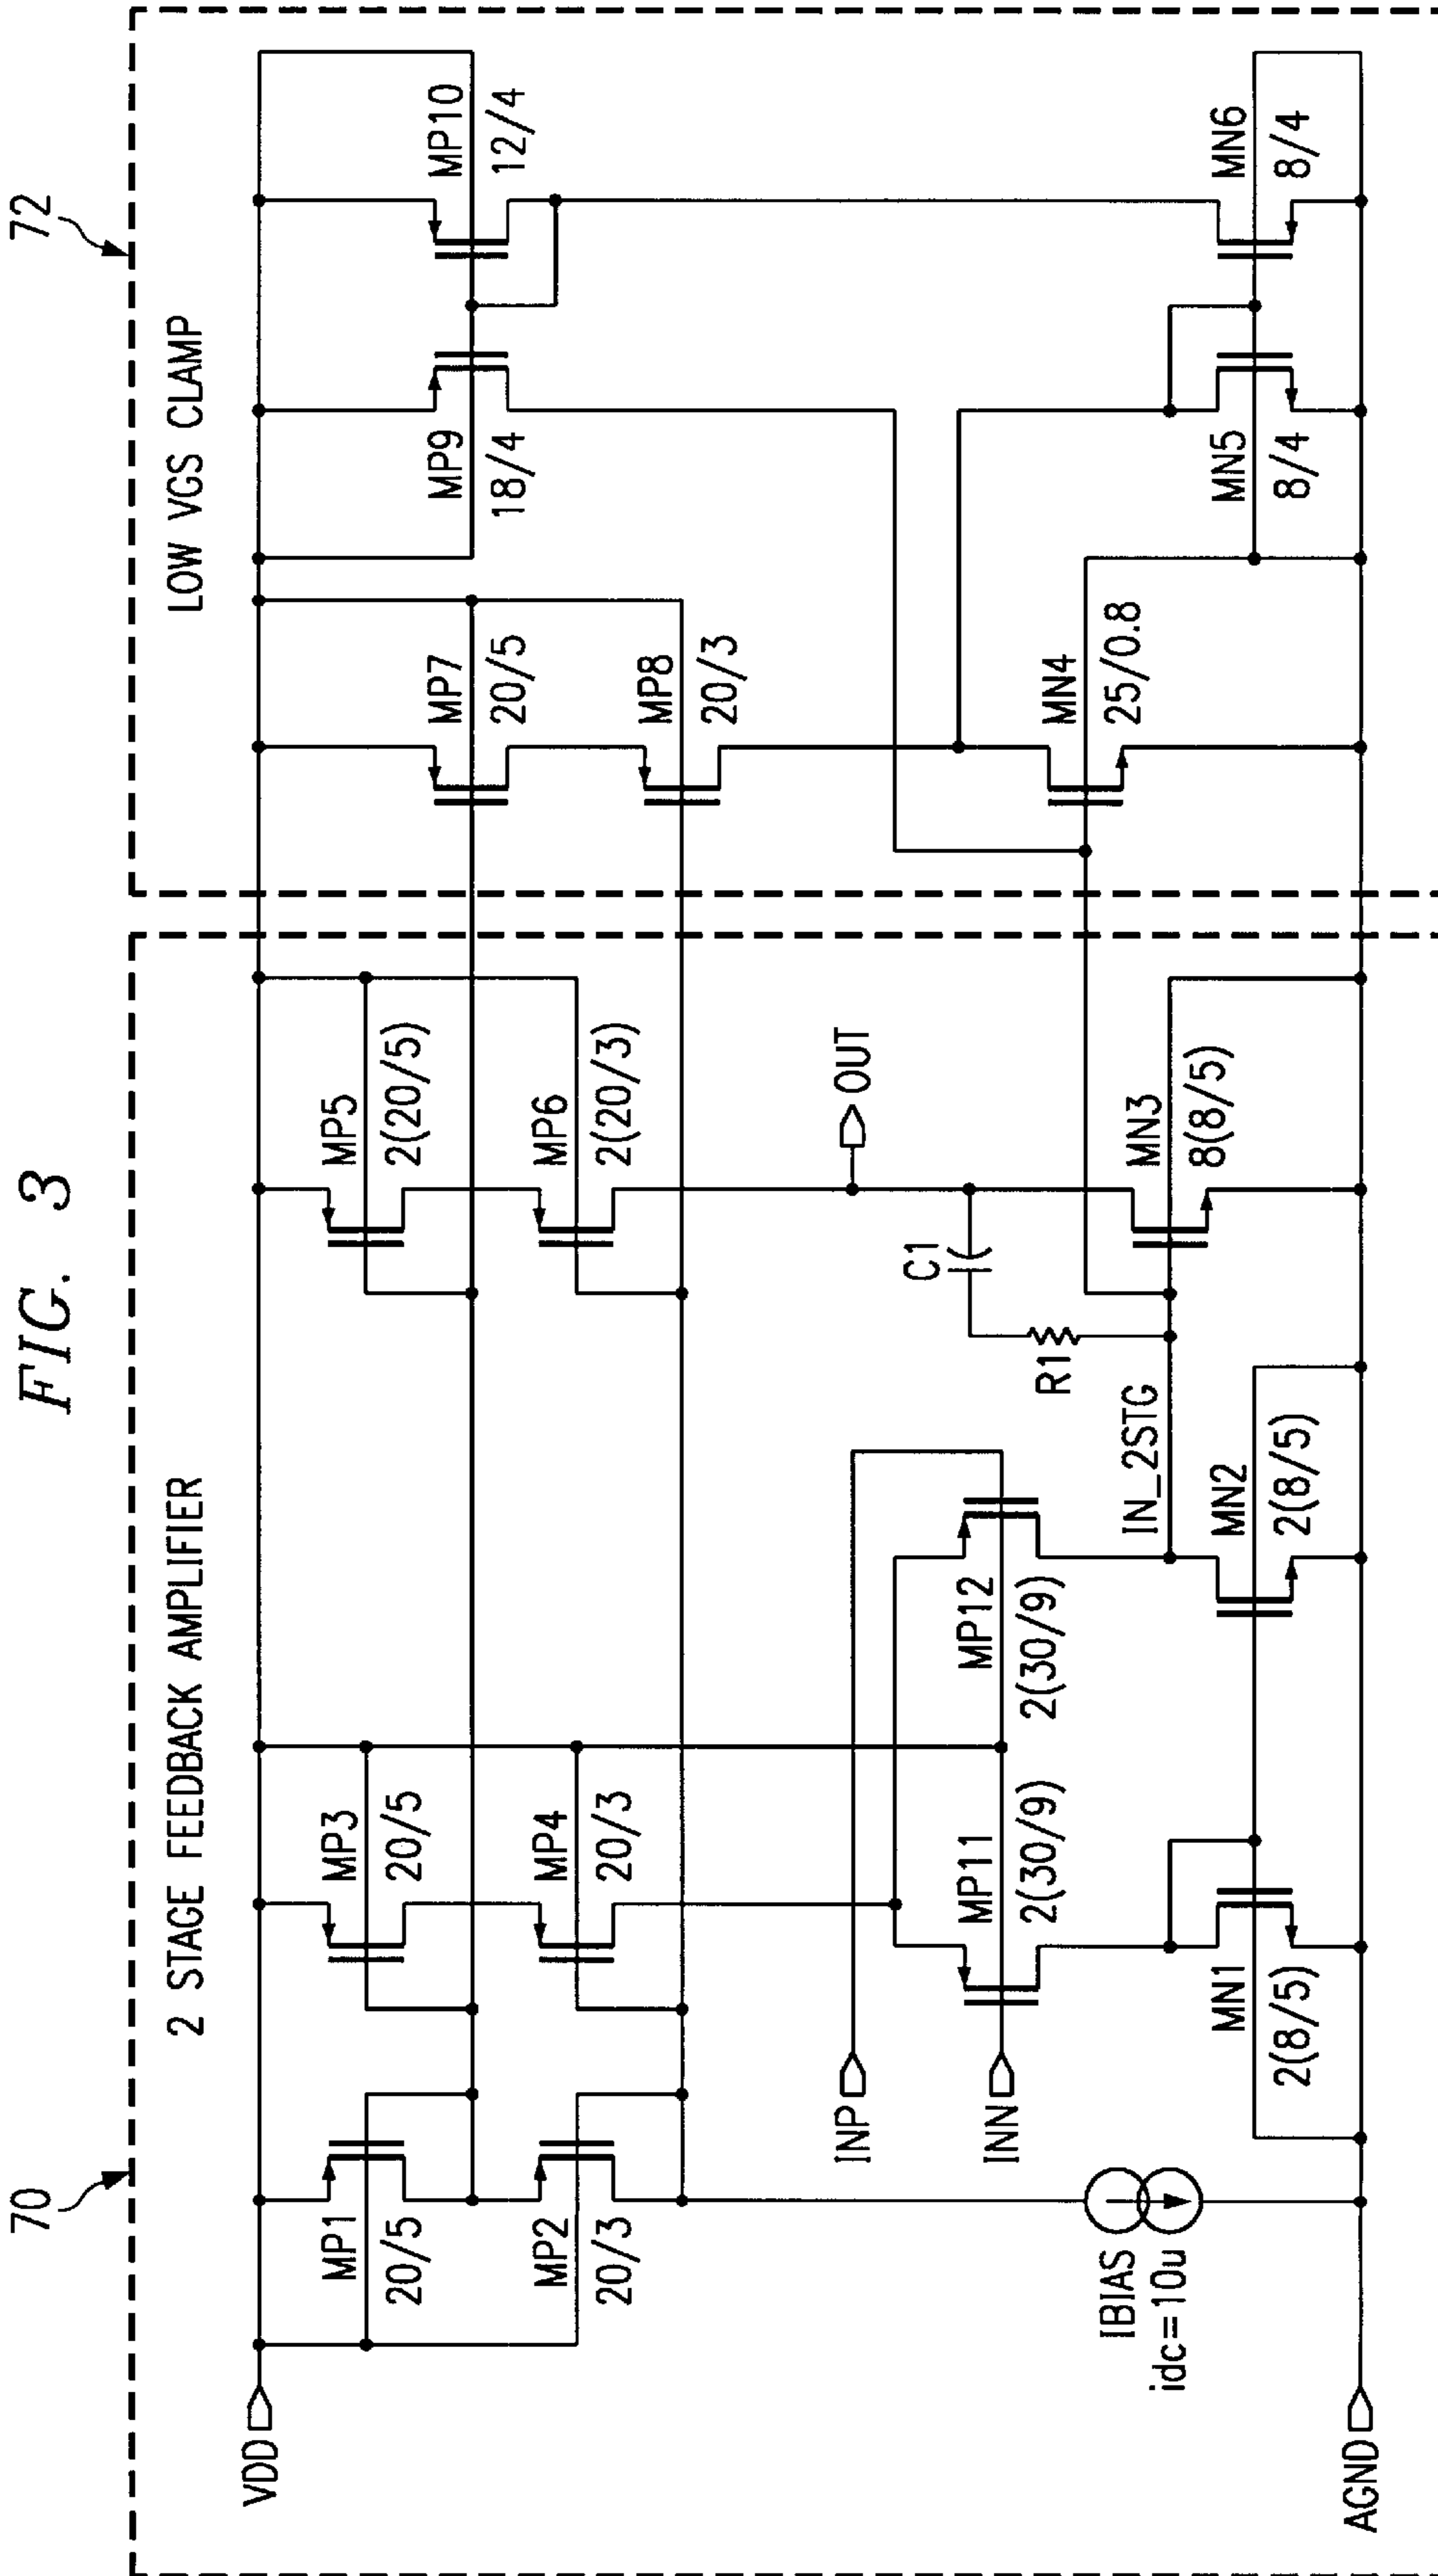 FIG. 3
70
72
2 STAGE FEEDBACK AMPLIFIER
LOW VGS CLAMP
VDD
MP1
20/5
MP2
20/3
MP3
20/5
MP4
20/3
MP5
2(20/5)
MP6
2(20/3)
MP7
20/5
MP8
20/3
MP9
18/4
MP10
12/4
INP
INN
MP11
2(30/9)
MP12
2(30/9)
IN_2STG
R1
C1
OUT
IBIAS
idc=10u
MN1
2(8/5)
MN2
2(8/5)
MN3
8(8/5)
MN4
25/0.8
MN5
8/4
MN6
8/4
AGND